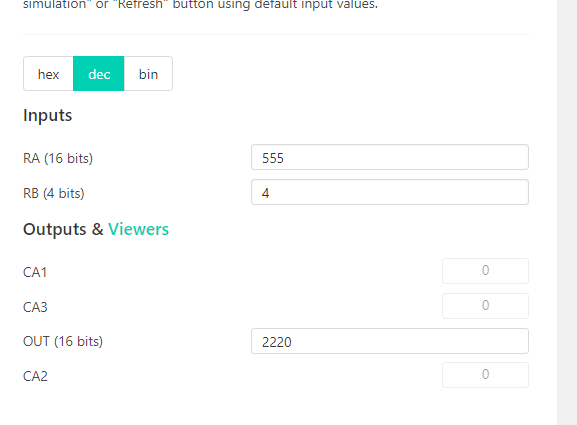 simulation" or "Refresh" button using default input values.
hex dec bin
Inputs
RA (16 bits) 555
RB (4 bits) 4
Outputs & Viewers
CA1 0
CA3 0
OUT (16 bits) 2220
CA2 0